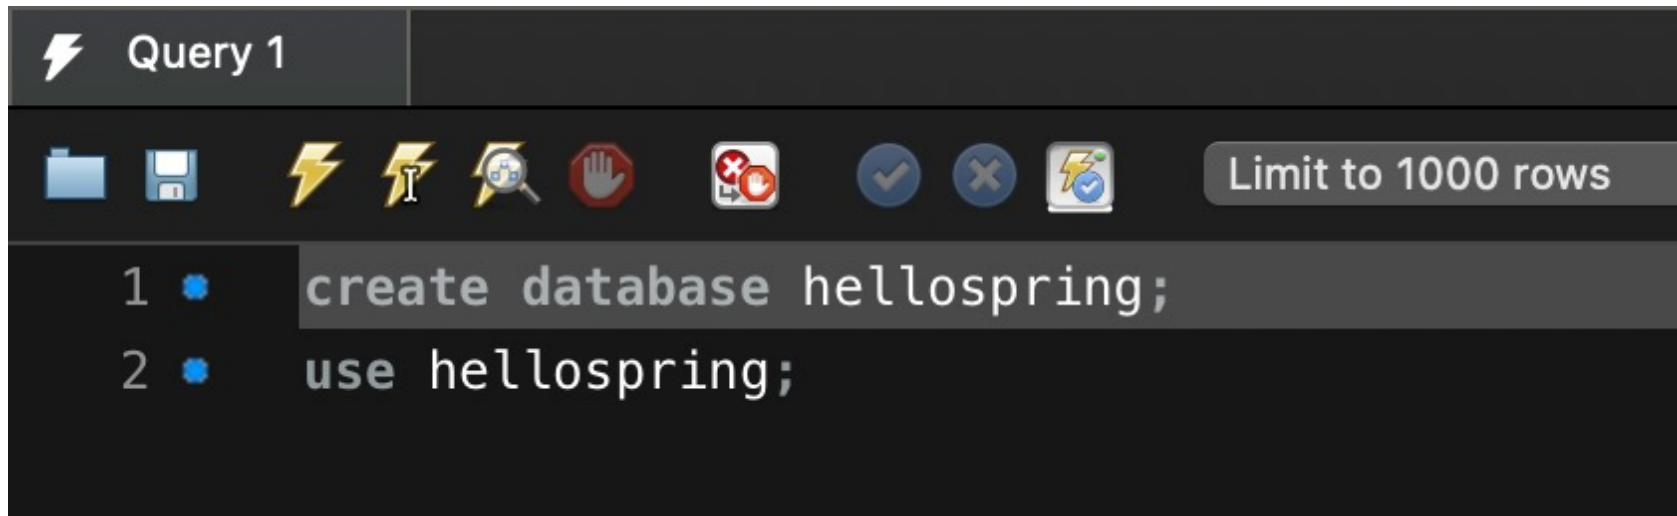 Query 1
Limit to 1000 rows
1 create database hellospring;
2 use hellospring;